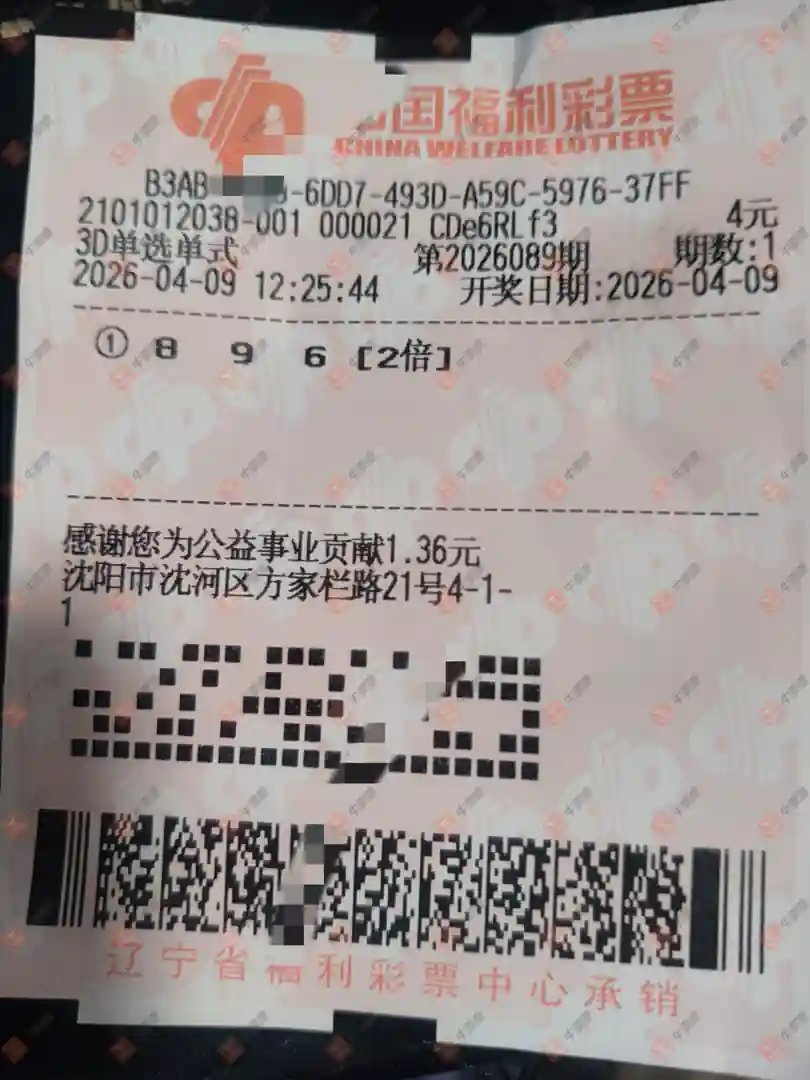 中国福利彩票
CHINA WELFARE LOTTERY
B3AB -6DD7-493D-A59C-5976-37FF
2101012038-001 000021 CDe6RLf3 4元
3D单选单式 第2026089期 期数:1
2026-04-09 12:25:44 开奖日期:2026-04-09
① 8 9 6 [2倍]
感谢您为公益事业贡献1.36元
沈阳市沈河区方家栏路21号4-1-
1
辽宁省福利彩票中心承销